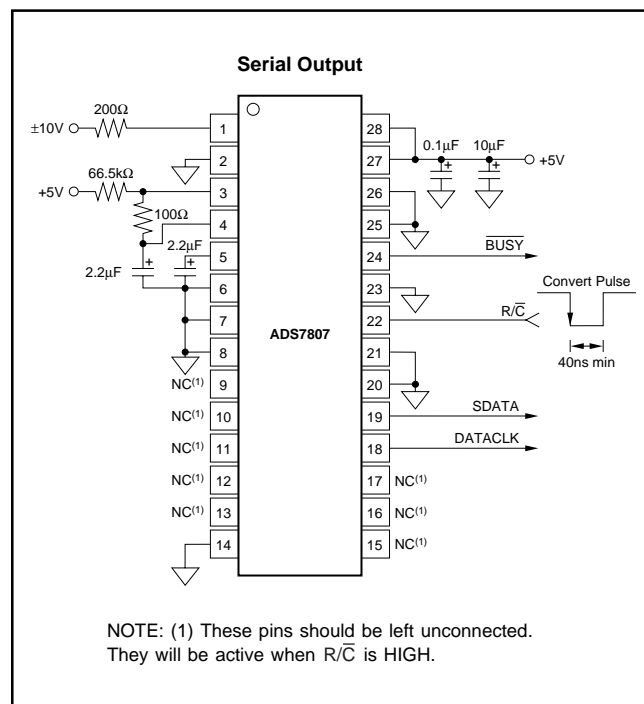 Serial Output
200Ω
±10V
66.5kΩ
+5V
100Ω
2.2µF
2.2µF
+
+
1
2
3
4
5
6
7
8
NC(1) 9
NC(1) 10
NC(1) 11
NC(1) 12
NC(1) 13
14
ADS7807
28
27
0.1µF
10µF
+
+
+5V
26
25
24 BUSY
23
22 R/C
Convert Pulse
40ns min
21
20
19 SDATA
18 DATACLK
17 NC(1)
16 NC(1)
15 NC(1)
NOTE: (1) These pins should be left unconnected.
They will be active when R/C is HIGH.